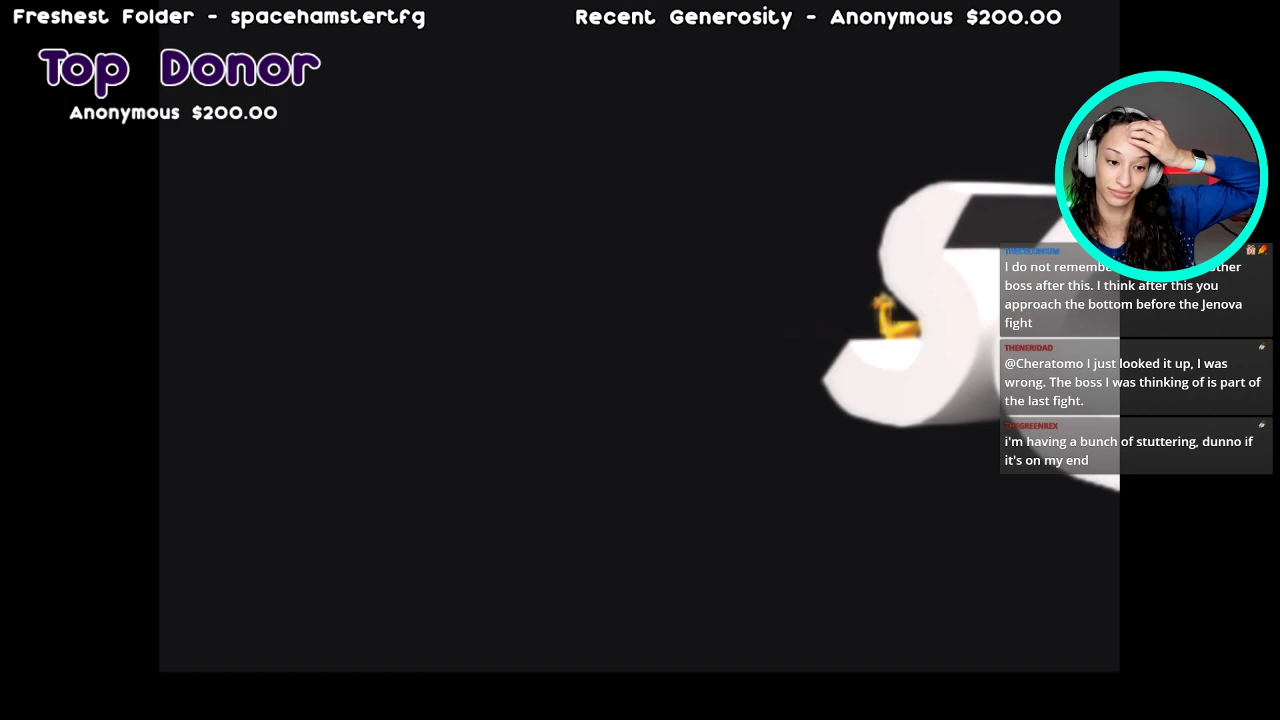 Freshest Folder - spacehamstertfg
Recent Generosity - Anonymous $200.00
Top Donor
Anonymous $200.00
I do not remembe
boss after this. I think after this you
approach the bottom before the Jenova
fight
THENERIDAD
@Cheratomo I just looked it up, I was
wrong. The boss I was thinking of is part of
the last fight.
THEGREENREX
i'm having a bunch of stuttering, dunno if
it's on my end